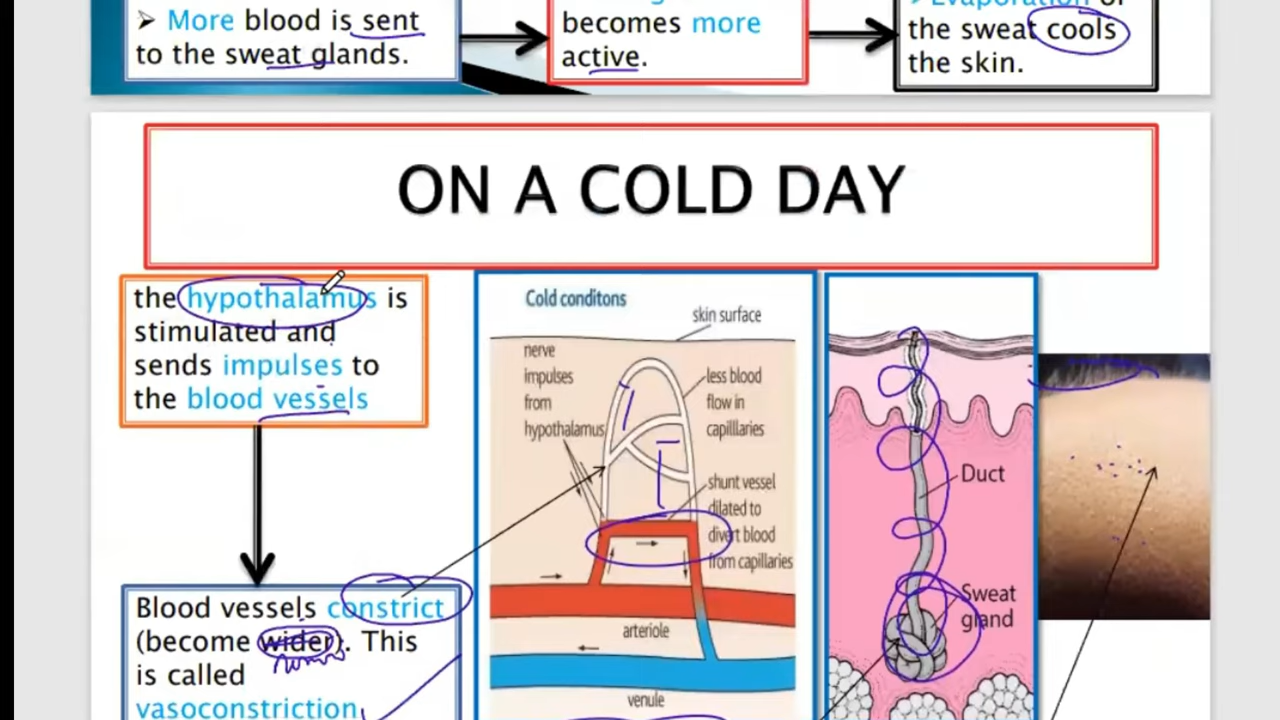 ➢ More blood is sent
to the sweat glands.
becomes more
active.
the sweat cools
the skin.
ON A COLD DAY
the hypothalamus is
stimulated and
sends impulses to
the blood vessels
Blood vessels constrict
(become wider). This
is called
vasoconstriction
Cold conditons
skin surface
nerve
impulses
from
hypothalamus
less blood
flow in
capilllaries
shunt vessel
dilated to
divert blood
from capillaries
arteriole
venule
Duct
Sweat
gland